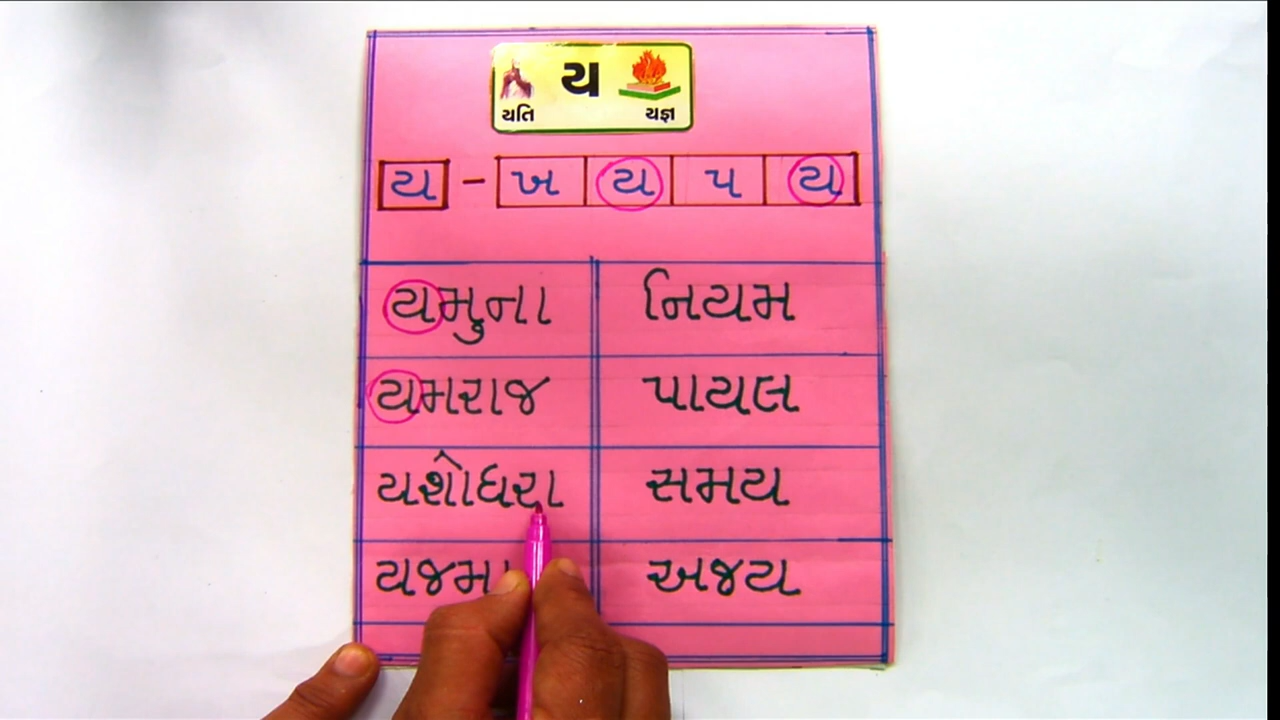 ય
યતિ યજ્ઞ
ય - ખ ય પ ય
યમુના નિયમ
યમરાજ પાયલ
યશોધરા સમય
અજય